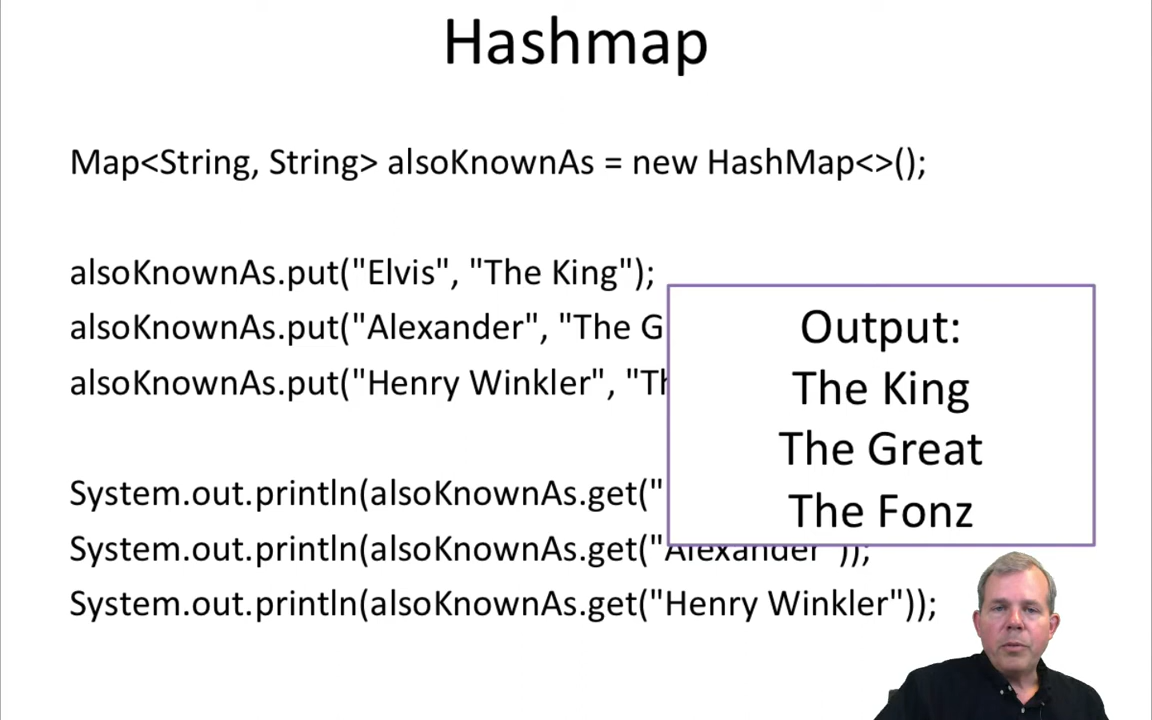 Hashmap
Map<String, String> alsoKnownAs = new HashMap<>();
alsoKnownAs.put("Elvis", "The King");
alsoKnownAs.put("Alexander", "The G
alsoKnownAs.put("Henry Winkler", "Th
Output:
The King
The Great
The Fonz
System.out.println(alsoKnownAs.get("
System.out.println(alsoKnownAs.get("Alexander"));
System.out.println(alsoKnownAs.get("Henry Winkler"));